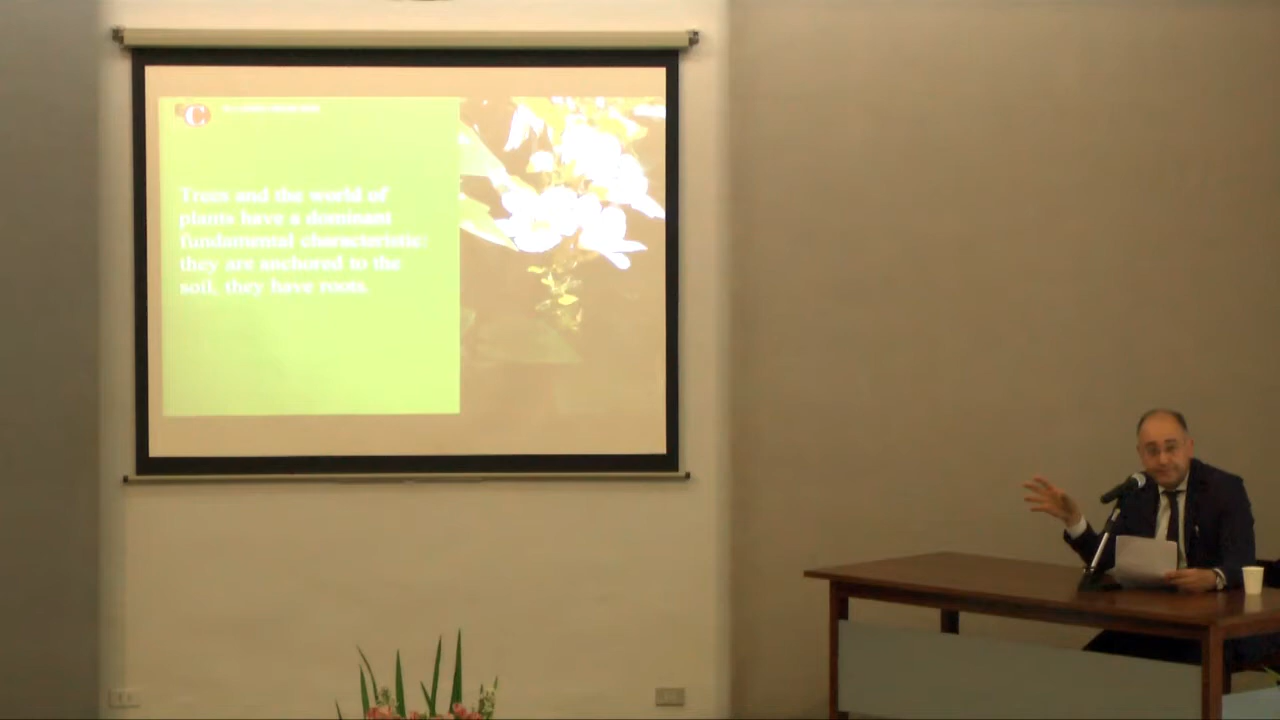 C
Trees and the world of
plants have a dominant
fundamental characteristic:
they are anchored to the
soil, they have roots.